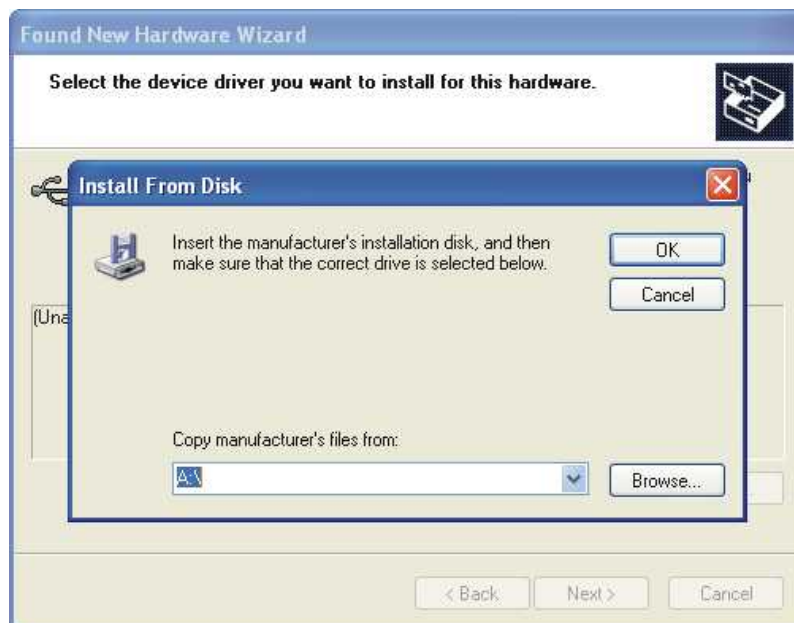 Found New Hardware Wizard
Select the device driver you want to install for this hardware.
Install From Disk
Insert the manufacturer's installation disk, and then
make sure that the correct drive is selected below.
OK
Cancel
(Una
Copy manufacturer's files from:
A:\
Browse...
< Back
Next >
Cancel